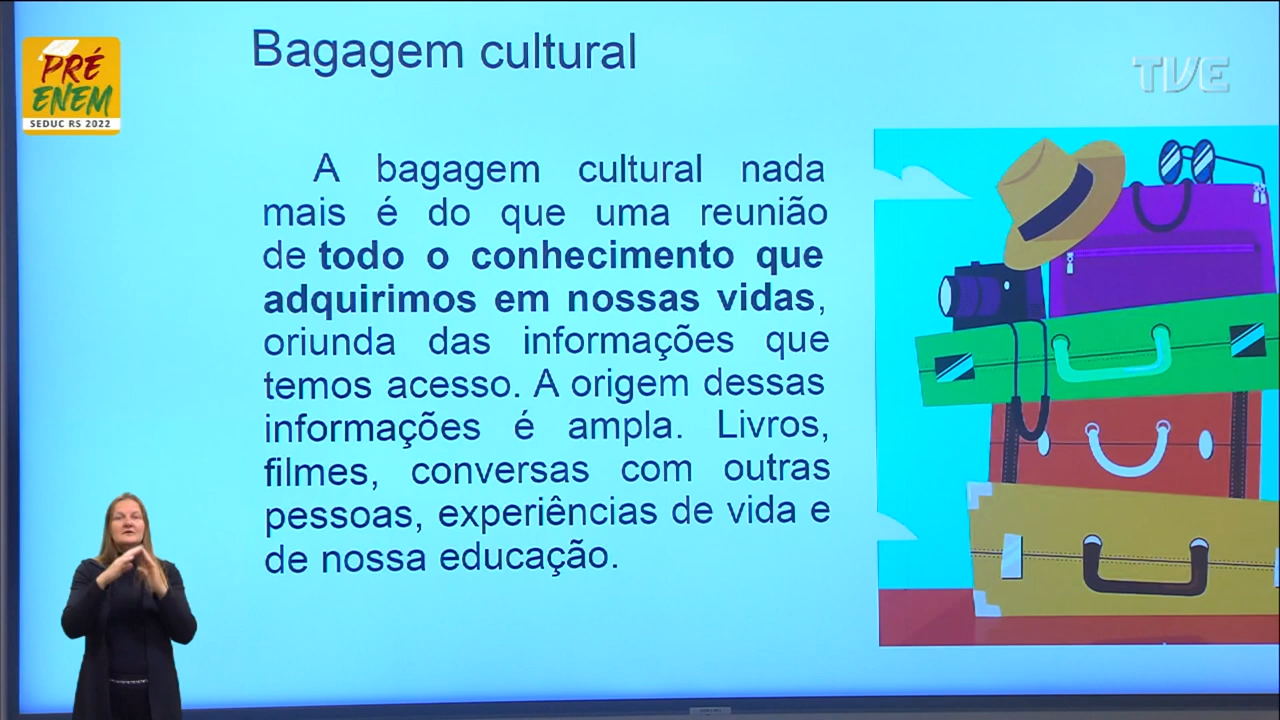 Bagagem cultural
PRÉ
ENEM
SEDUC RS 2022
TVE
A bagagem cultural nada
mais é do que uma reunião
de todo o conhecimento que
adquirimos em nossas vidas,
oriunda das informações que
temos acesso. A origem dessas
informações é ampla. Livros,
filmes, conversas com outras
pessoas, experiências de vida e
de nossa educação.